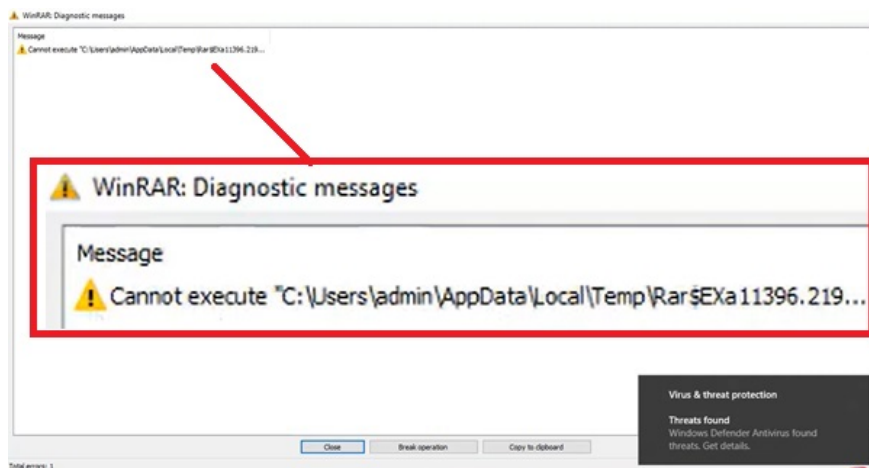 WinRAR: Diagnostic messages
Message
Cannot execute "C:\Users\admin\AppData\Local\Temp\Rar$EXa11396.219...
WinRAR: Diagnostic messages
Message
Cannot execute "C:\Users\admin\AppData\Local\Temp\Rar$EXa11396.219...
Virus & threat protection
Threats found
Windows Defender Antivirus found
threats. Get details.
Close
Break operation
Copy to clipboard
Total errors: 1